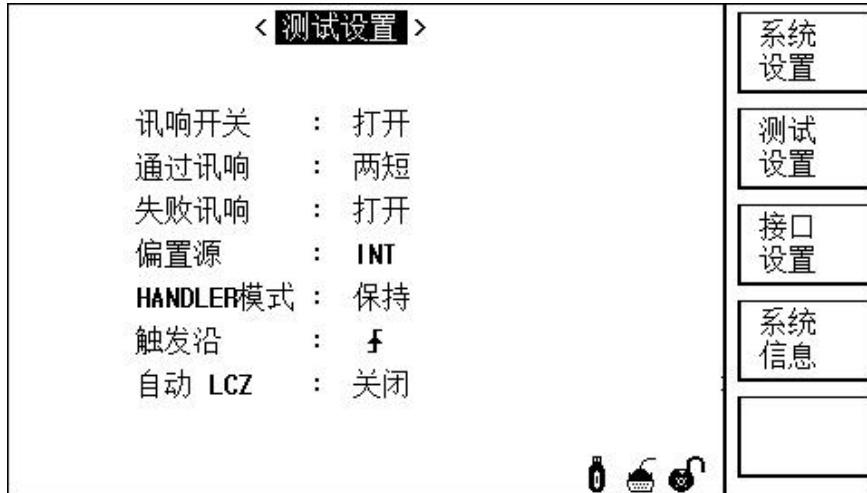 < 测试设置 >
讯响开关 : 打开
通过讯响 : 两短
失败讯响 : 打开
偏置源 : INT
HANDLER模式 : 保持
触发沿 :
自动 LCZ : 关闭
系统
设置
测试
设置
接口
设置
系统
信息